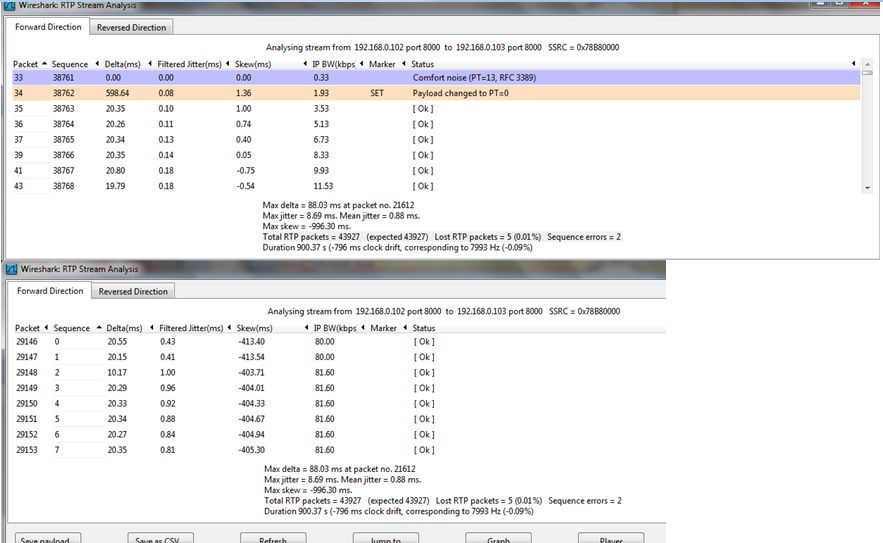 Wireshark: RTP Stream Analysis
Forward Direction Reversed Direction
Analysing stream from 192.168.0.102 port 8000 to 192.168.0.103 port 8000 SSRC = 0x78B80000
Packet Sequence Delta(ms) Filtered Jitter(ms) Skew(ms) IP BW(kbps) Marker Status
33 38761 0.00 0.00 0.00 0.33 Comfort noise (PT=13, RFC 3389)
34 38762 598.64 0.08 1.36 1.93 SET Payload changed to PT=0
35 38763 20.35 0.10 1.00 3.53 [ Ok ]
36 38764 20.26 0.11 0.74 5.13 [ Ok ]
37 38765 20.34 0.13 0.40 6.73 [ Ok ]
39 38766 20.35 0.14 0.05 8.33 [ Ok ]
41 38767 20.80 0.18 -0.75 9.93 [ Ok ]
43 38768 19.79 0.18 -0.54 11.53 [ Ok ]
Max delta = 88.03 ms at packet no. 21612
Max jitter = 8.69 ms. Mean jitter = 0.88 ms.
Max skew = -996.30 ms.
Total RTP packets = 43927 (expected 43927) Lost RTP packets = 5 (0.01%) Sequence errors = 2
Duration 900.37 s (-796 ms clock drift, corresponding to 7993 Hz (-0.09%)
Wireshark: RTP Stream Analysis
Forward Direction Reversed Direction
Analysing stream from 192.168.0.102 port 8000 to 192.168.0.103 port 8000 SSRC = 0x78B80000
Packet Sequence Delta(ms) Filtered Jitter(ms) Skew(ms) IP BW(kbps Marker Status
29146 0 20.55 0.43 -413.40 80.00 [ Ok ]
29147 1 20.15 0.41 -413.54 80.00 [ Ok ]
29148 2 10.17 1.00 -403.71 81.60 [ Ok ]
29149 3 20.29 0.96 -404.01 81.60 [ Ok ]
29150 4 20.33 0.92 -404.33 81.60 [ Ok ]
29151 5 20.34 0.88 -404.67 81.60 [ Ok ]
29152 6 20.27 0.84 -404.94 81.60 [ Ok ]
29153 7 20.35 0.81 -405.30 81.60 [ Ok ]
Max delta = 88.03 ms at packet no. 21612
Max jitter = 8.69 ms. Mean jitter = 0.88 ms.
Max skew = -996.30 ms.
Total RTP packets = 43927 (expected 43927) Lost RTP packets = 5 (0.01%) Sequence errors = 2
Duration 900.37 s (-796 ms clock drift, corresponding to 7993 Hz (-0.09%)
Save payload... Save as CSV... Refresh Jump to Graph Player